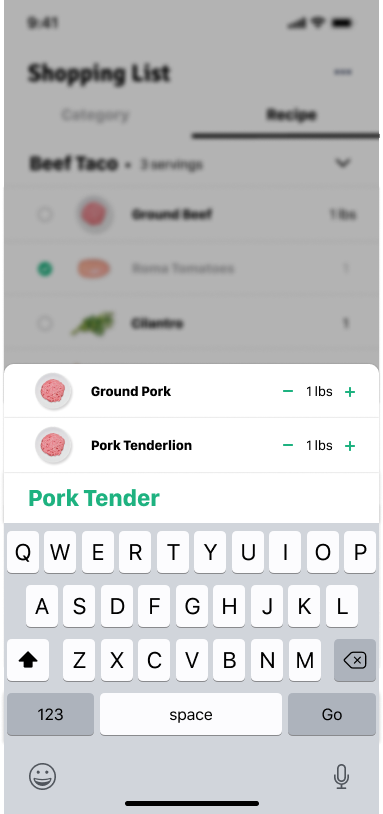 9:41
Shopping List
Category
Recipe
Beef Taco • 3 servings
Ground Beef
1 lbs
Roma Tomatoes
1
Cilantro
1
Ground Pork
− 1 lbs +
Pork Tenderlion
− 1 lbs +
Pork Tender
Q W E R T Y U I O P
A S D F G H J K L
Z X C V B N M
123 space Go